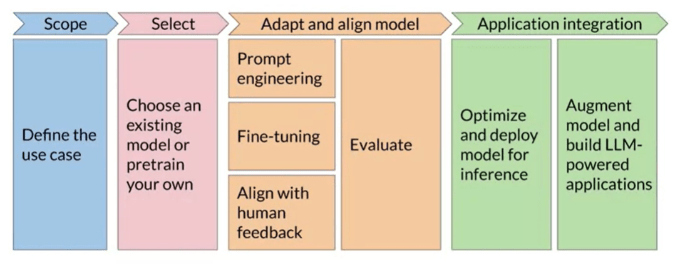 Scope
Select
Adapt and align model
Application integration
Define the
use case
Choose an
existing
model or
pretrain
your own
Prompt
engineering
Fine-tuning
Align with
human
feedback
Evaluate
Optimize
and deploy
model for
inference
Augment
model and
build LLM-
powered
applications